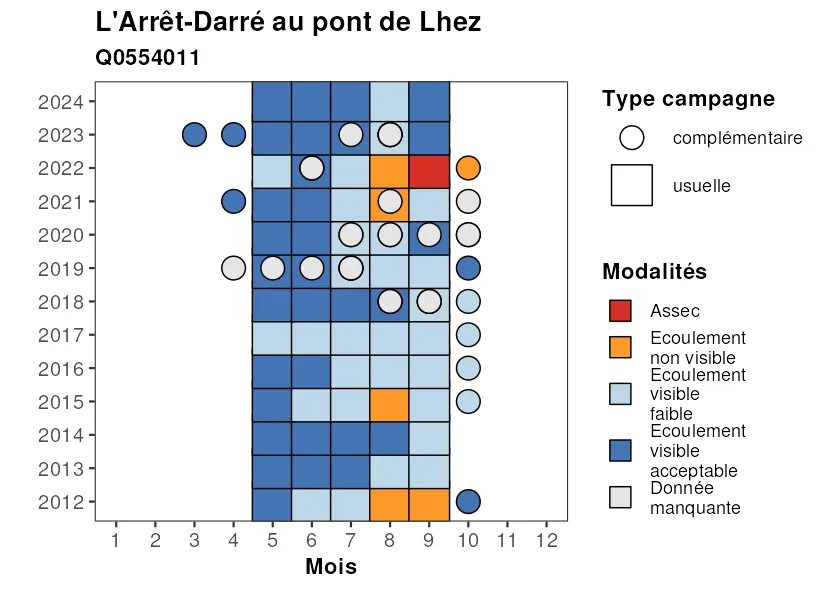 L'Arrêt-Darré au pont de Lhez
Q0554011
2024
2023
2022
2021
2020
2019
2018
2017
2016
2015
2014
2013
2012
1 2 3 4 5 6 7 8 9 10 11 12
Mois
Type campagne
complémentaire
usuelle
Modalités
Assec
Ecoulement
non visible
Ecoulement
visible
faible
Ecoulement
visible
acceptable
Donnée
manquante